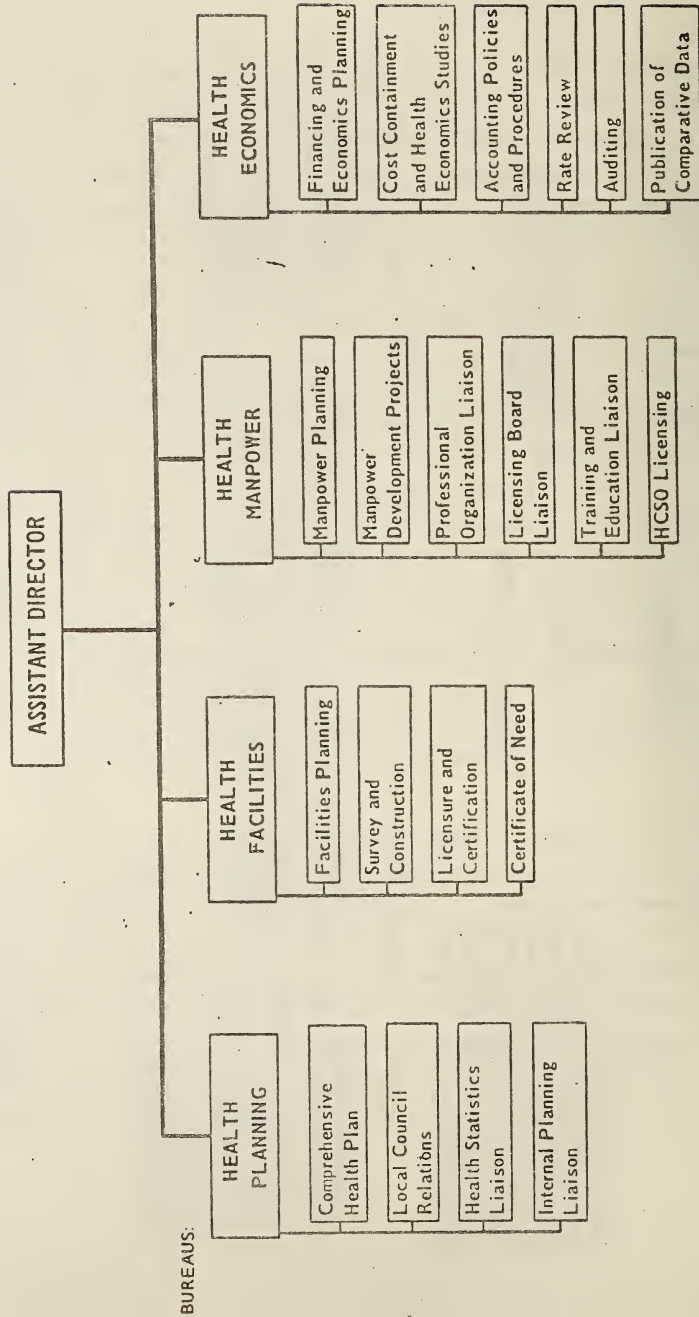 ASSISTANT DIRECTOR
BUREAUS:
HEALTH
PLANNING
Comprehensive
Health Plan
Local Council
Relations
Health Statistics
Liaison
Internal Planning
Liaison
HEALTH
FACILITIES
Facilities Planning
Survey and
Construction
Licensure and
Certification
Certificate of Need
HEALTH
MANPOWER
Manpower Planning
Manpower
Development Projects
Professional
Organization Liaison
Licensing Board
Liaison
Training and
Education Liaison
HCSO Licensing
HEALTH
ECONOMICS
Financing and
Economics Planning
Cost Containment
and Health
Economics Studies
Accounting Policies
and Procedures
Rate Review
Auditing
Publication of
Comparative Data